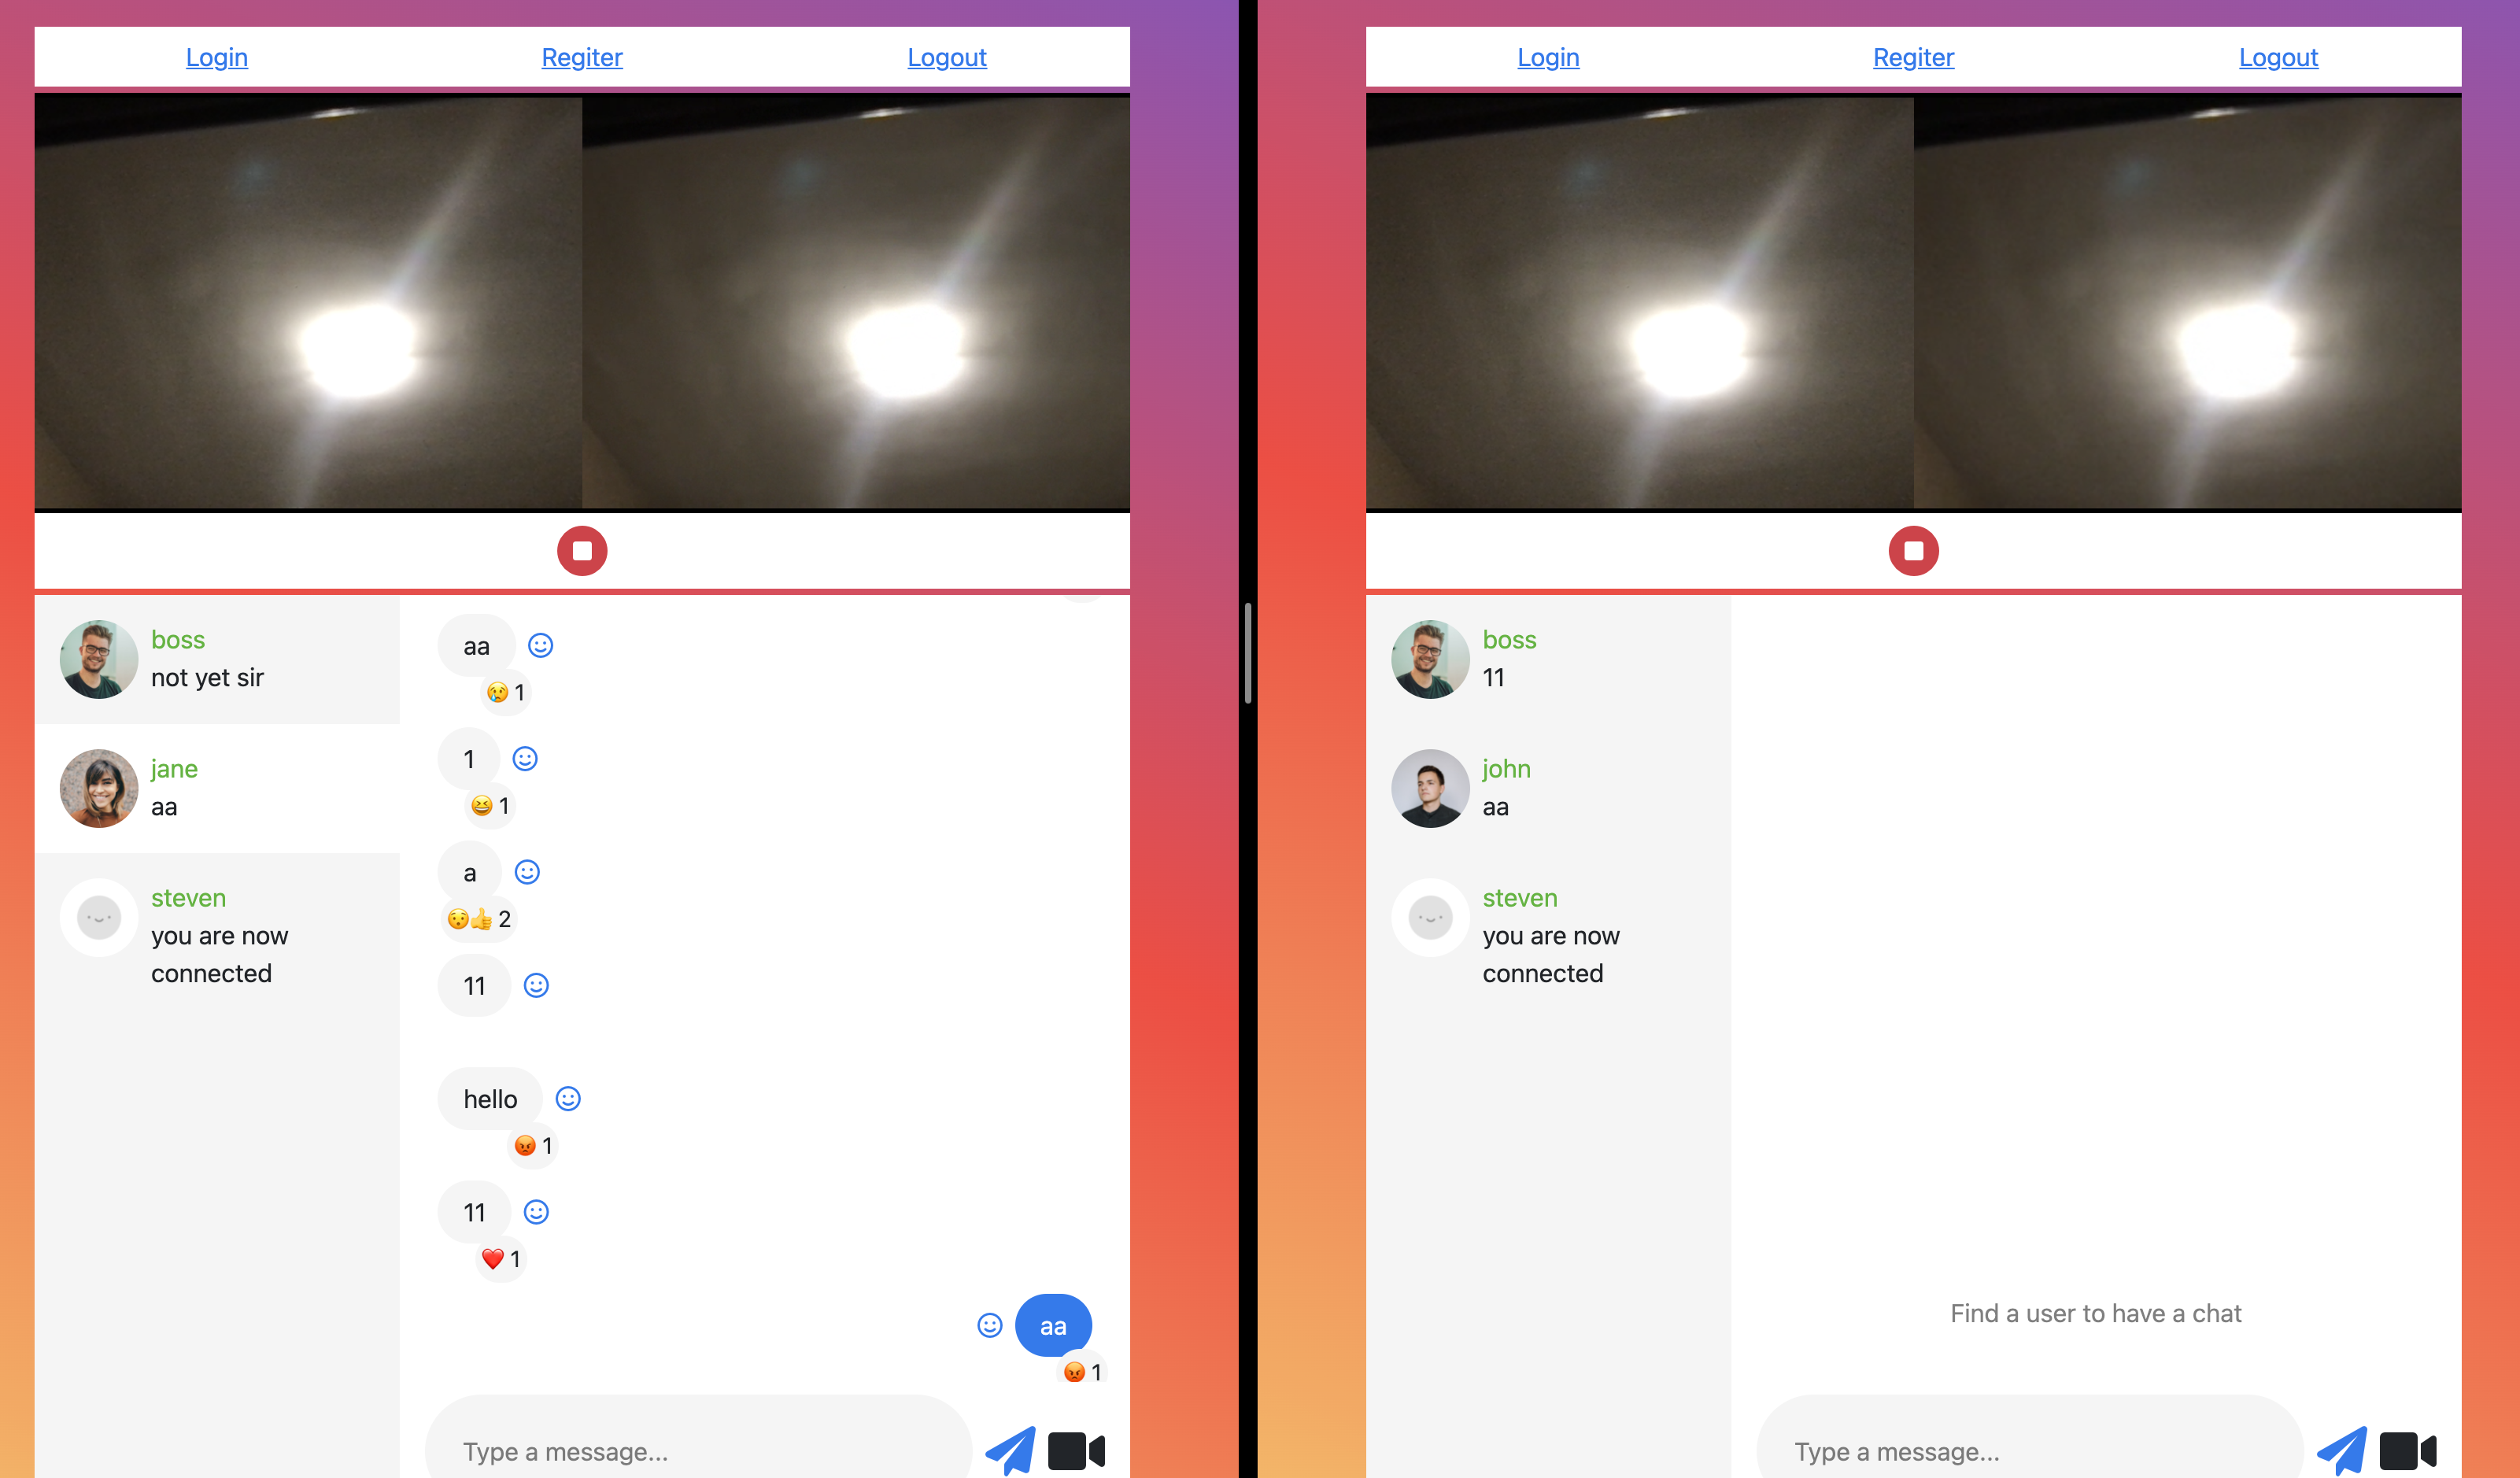 Login Regiter Logout
boss
not yet sir
jane
aa
steven
you are now
connected
aa
😢 1
1
😆 1
a
😯👍 2
11
hello
😡 1
11
❤️ 1
aa
😡 1
Type a message...
Login Regiter Logout
boss
11
john
aa
steven
you are now
connected
Find a user to have a chat
Type a message...